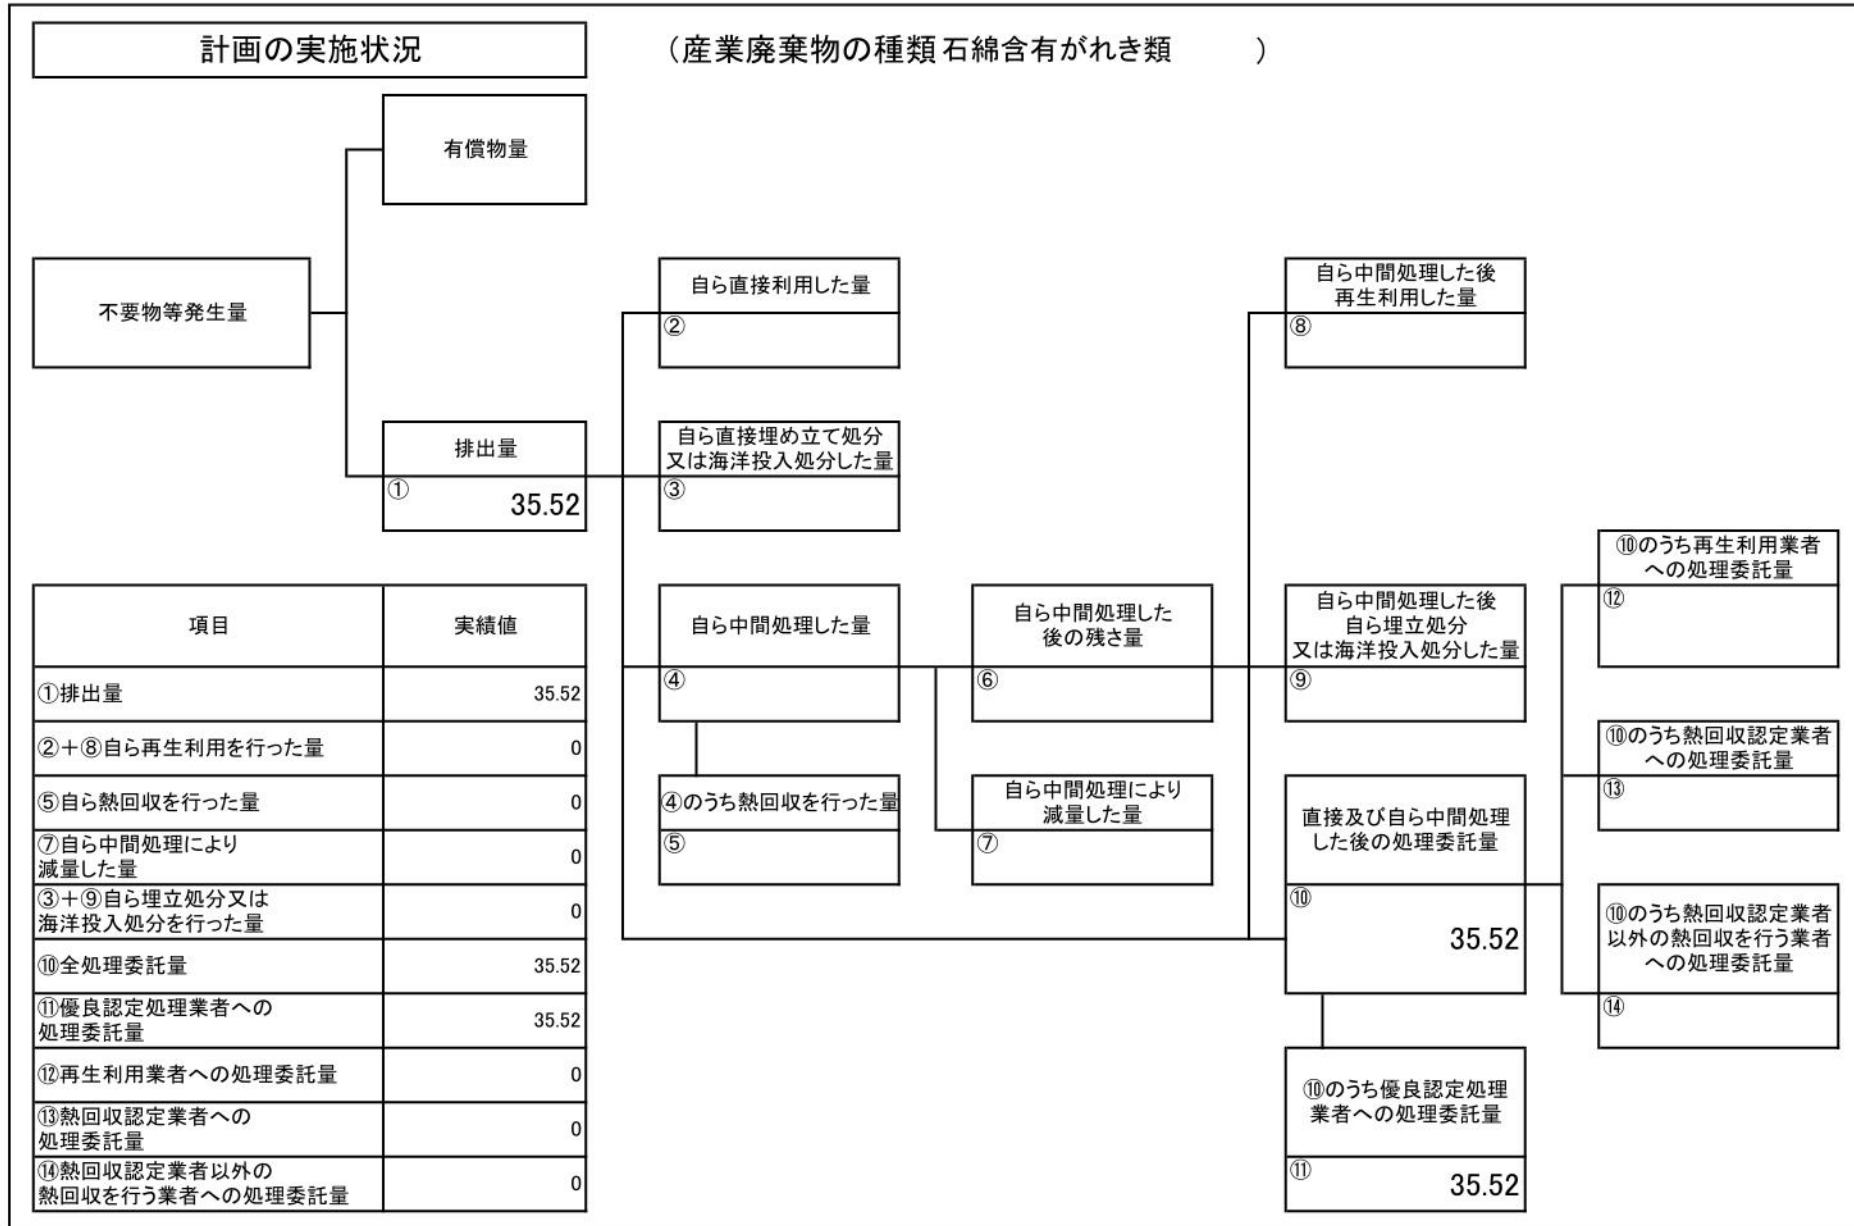 計画の実施状況
（産業廃棄物の種類 石綿含有がれき類　　　）
有償物量
不要物等発生量
自ら直接利用した量
②
自ら中間処理した後
再生利用した量
⑧
排出量
①
35.52
自ら直接埋め立て処分
又は海洋投入処分した量
③
⑩のうち再生利用業者
への処理委託量
⑫
自ら中間処理した量
④
自ら中間処理した
後の残さ量
⑥
自ら中間処理した後
自ら埋立処分
又は海洋投入処分した量
⑨
⑩のうち熱回収認定業者
への処理委託量
⑬
④のうち熱回収を行った量
⑤
自ら中間処理により
減量した量
⑦
直接及び自ら中間処理
した後の処理委託量
⑩
35.52
⑩のうち熱回収認定業者
以外の熱回収を行う業者
への処理委託量
⑭
⑩のうち優良認定処理
業者への処理委託量
⑪
35.52
項目 実績値
①排出量 35.52
②＋⑧自ら再生利用を行った量 0
⑤自ら熱回収を行った量 0
⑦自ら中間処理により
減量した量 0
③＋⑨自ら埋立処分又は
海洋投入処分を行った量 0
⑩全処理委託量 35.52
⑪優良認定処理業者への
処理委託量 35.52
⑫再生利用業者への処理委託量 0
⑬熱回収認定業者への
処理委託量 0
⑭熱回収認定業者以外の
熱回収を行う業者への処理委託量 0